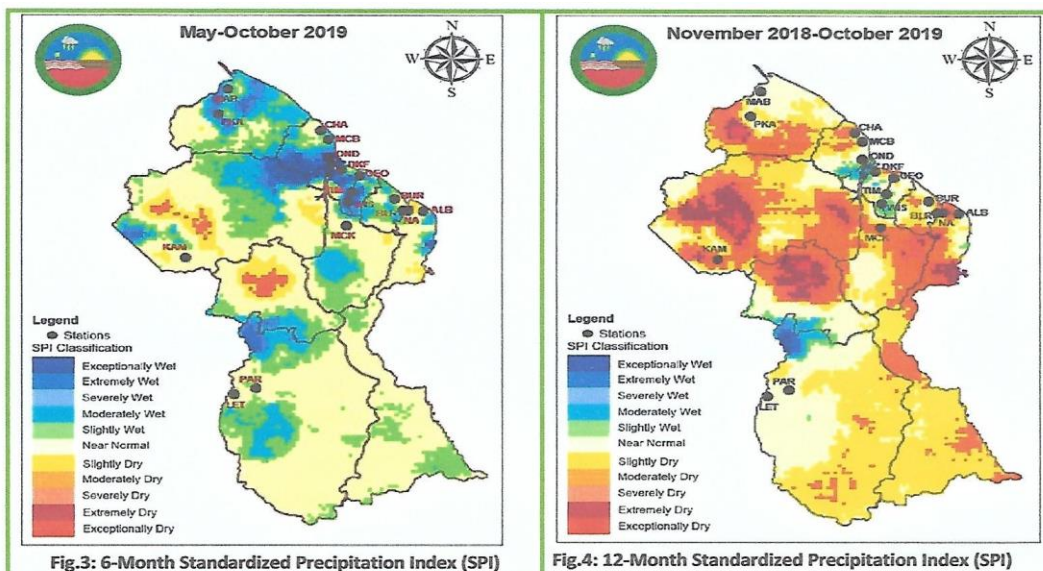 May-October 2019
N
W E
S
AB
PKA
CHA
MCB
OND
DKF
GEO
TIM
BUR
ALB
NA
MCK
KAM
PAR
LET
Legend
Stations
SPI Classification
Exceptionally Wet
Extremely Wet
Severely Wet
Moderately Wet
Slightly Wet
Near Normal
Slightly Dry
Moderately Dry
Severely Dry
Extremely Dry
Exceptionally Dry
Fig.3: 6-Month Standardized Precipitation Index (SPI)
November 2018-October 2019
N
W E
S
MAB
PKA
CHA
MCB
OND
DKF
GEO
TIM
BUR
BLR
ALB
NA
MCK
KAM
PAR
LET
Legend
Stations
SPI Classification
Exceptionally Wet
Extremely Wet
Severely Wet
Moderately Wet
Slightly Wet
Near Normal
Slightly Dry
Moderately Dry
Severely Dry
Extremely Dry
Exceptionally Dry
Fig.4: 12-Month Standardized Precipitation Index (SPI)